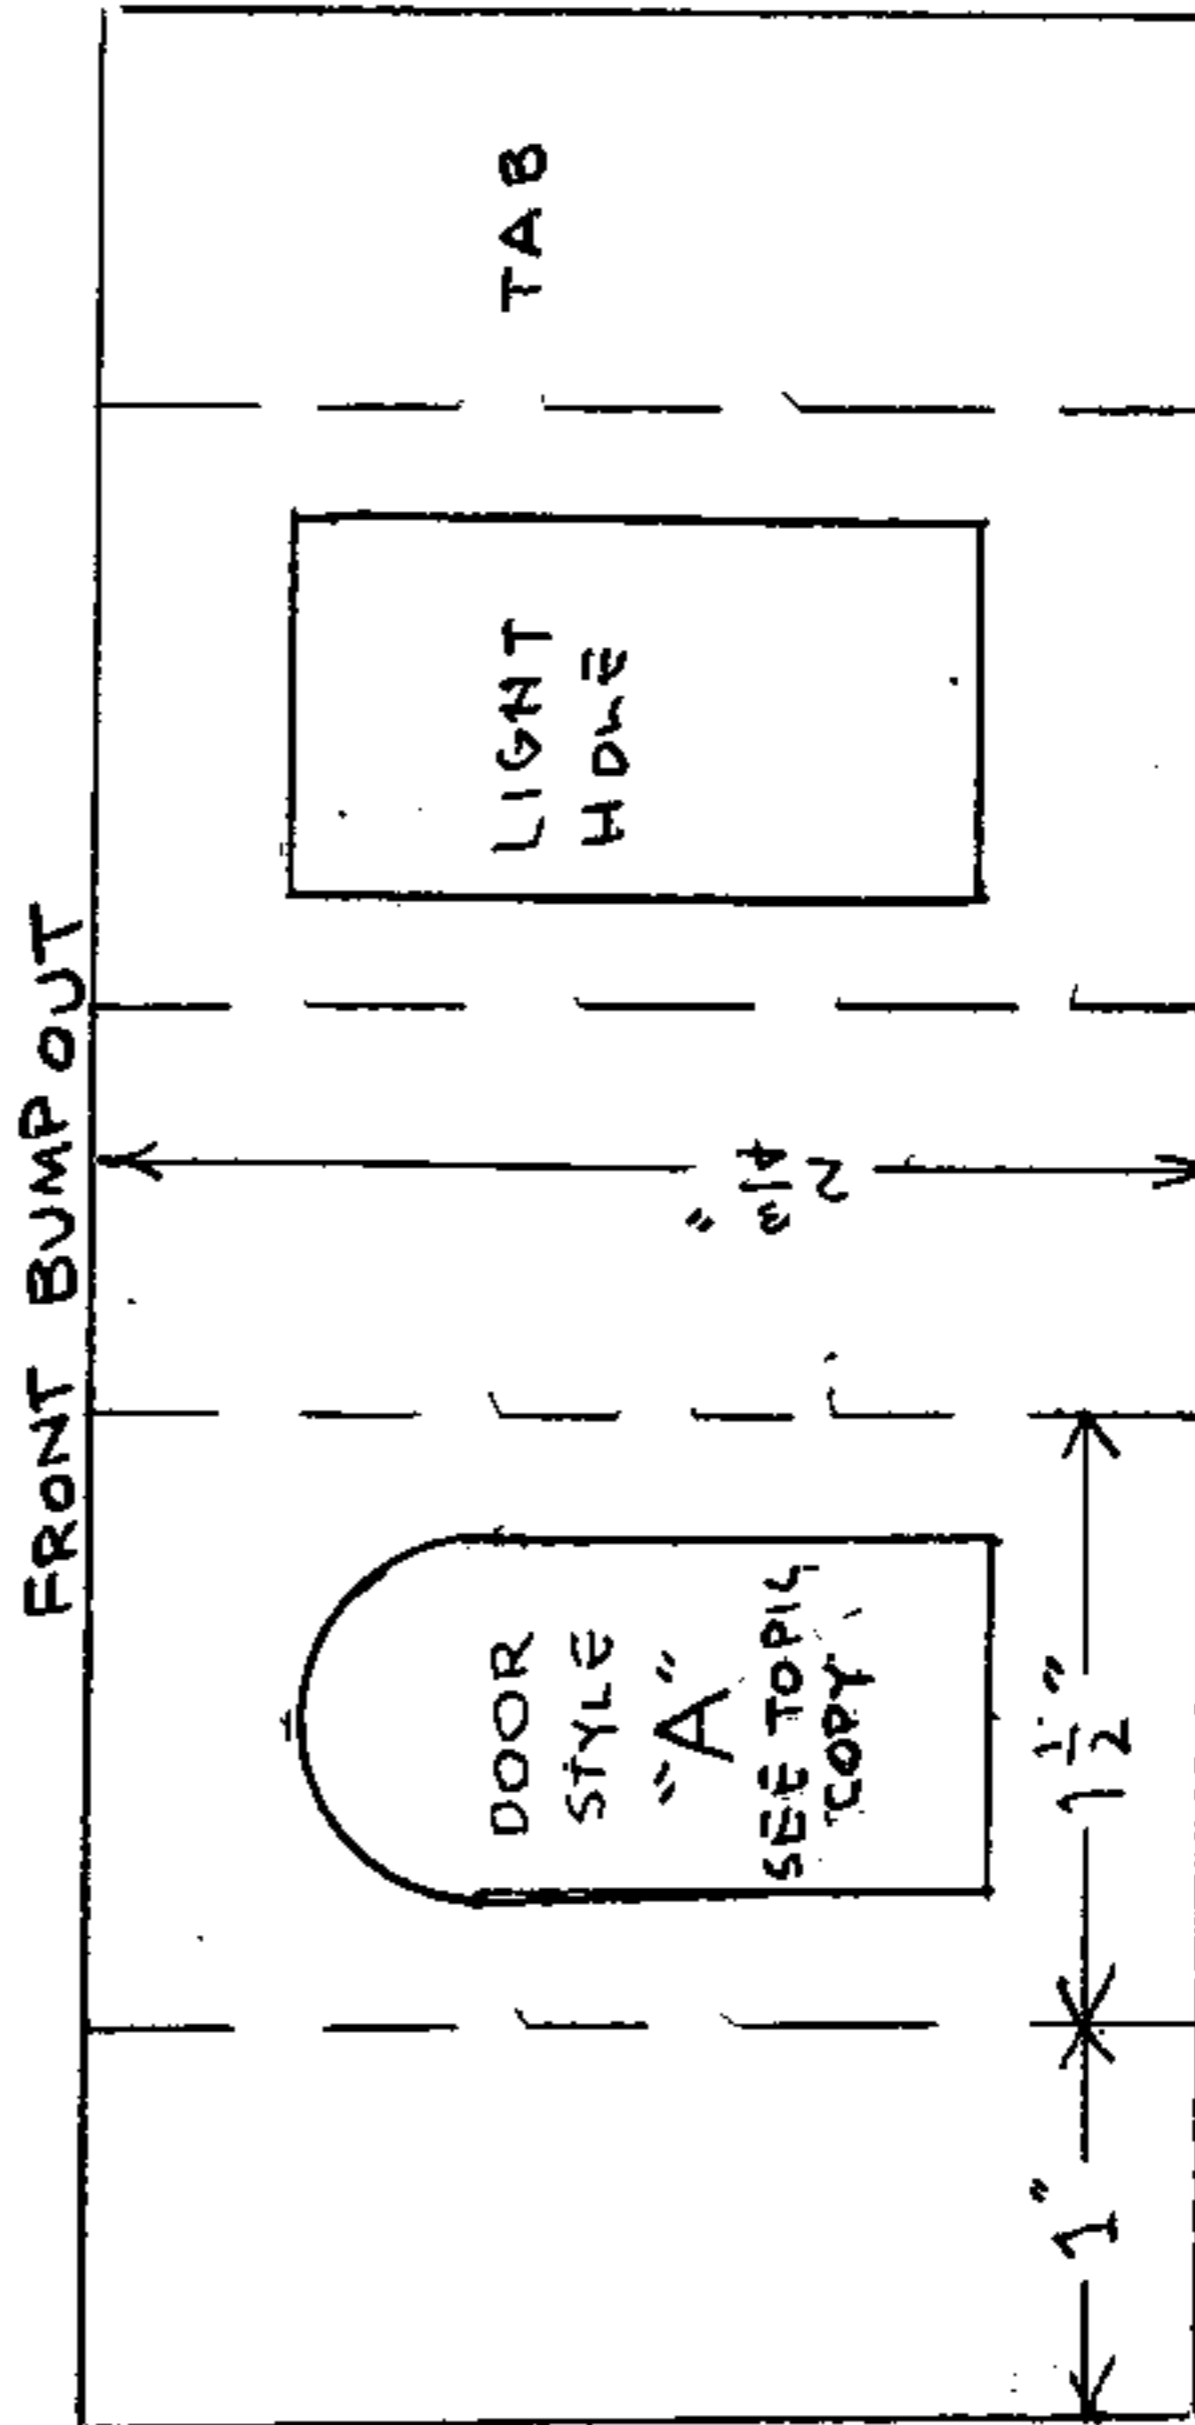 FRONT BUMP OUT
DOOR
STYLE
"A"
SEE TOPIC
COPY
2 3/4"
LIGHT
HOLE
TAB
1"
1 1/2"